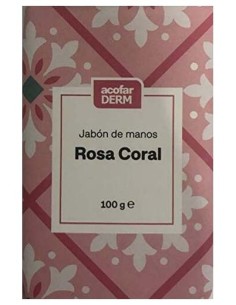 acofar
DERM
Jabón de manos
Rosa Coral
100 g ℮